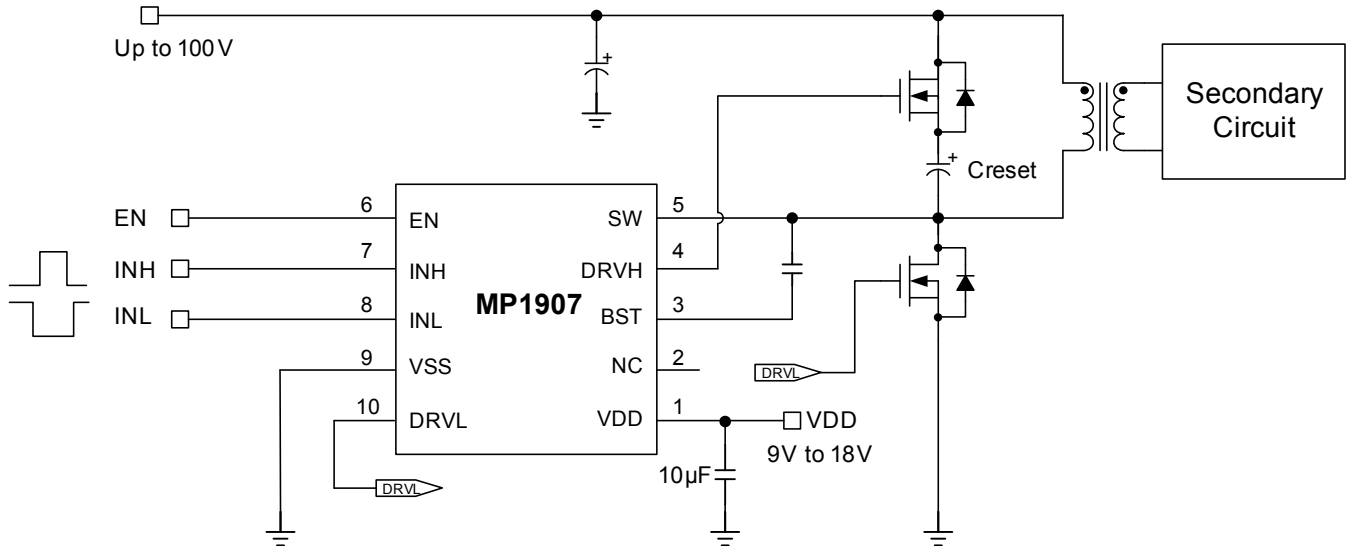 Up to 100V
+
Secondary
Circuit
+
Creset
EN
6
EN
SW
5
INH
7
INH
DRVH
4
MP1907
INL
8
INL
BST
3
9
VSS
NC
2
DRVL
10
DRVL
VDD
1
VDD
9V to 18V
10µF
DRVL